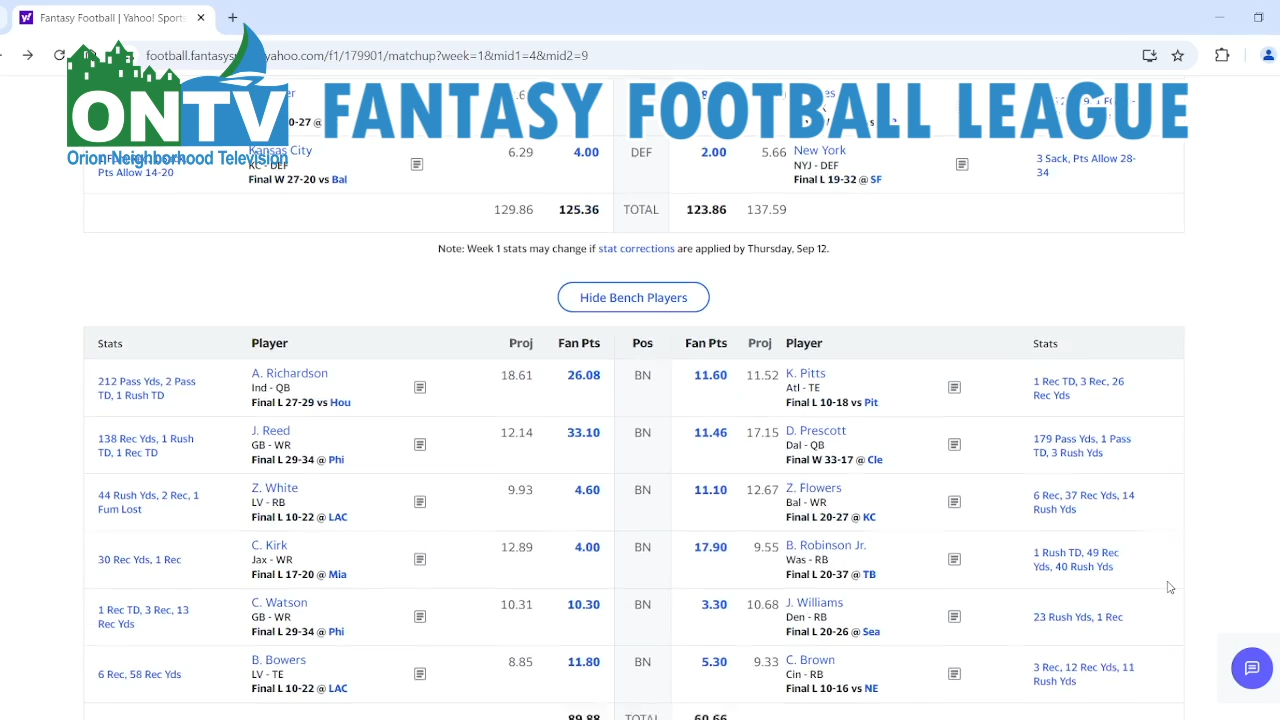 Fantasy Football | Yahoo! Sports
football.fantasys yahoo.com/f1/179901/matchup?week=1&mid1=4&mid2=9
ONTV
Orion Neighborhood Television
FANTASY FOOTBALL LEAGUE
Pts Allow 14-20
Kansas City
KC - DEF
Final W 27-20 vs Bal
6.29 4.00 DEF 2.00 5.66
New York
NYJ - DEF
Final L 19-32 @ SF
3 Sack, Pts Allow 28-
34
129.86 125.36 TOTAL 123.86 137.59
Note: Week 1 stats may change if stat corrections are applied by Thursday, Sep 12.
Hide Bench Players
Stats Player Proj Fan Pts Pos Fan Pts Proj Player Stats
212 Pass Yds, 2 Pass
TD, 1 Rush TD
A. Richardson
Ind - QB
Final L 27-29 vs Hou
18.61 26.08 BN 11.60 11.52
K. Pitts
Atl - TE
Final L 10-18 vs Pit
1 Rec TD, 3 Rec, 26
Rec Yds
138 Rec Yds, 1 Rush
TD, 1 Rec TD
J. Reed
GB - WR
Final L 29-34 @ Phi
12.14 33.10 BN 11.46 17.15
D. Prescott
Dal - QB
Final W 33-17 @ Cle
179 Pass Yds, 1 Pass
TD, 3 Rush Yds
44 Rush Yds, 2 Rec, 1
Fum Lost
Z. White
LV - RB
Final L 10-22 @ LAC
9.93 4.60 BN 11.10 12.67
Z. Flowers
Bal - WR
Final L 20-27 @ KC
6 Rec, 37 Rec Yds, 14
Rush Yds
30 Rec Yds, 1 Rec
C. Kirk
Jax - WR
Final L 17-20 @ Mia
12.89 4.00 BN 17.90 9.55
B. Robinson Jr.
Was - RB
Final L 20-37 @ TB
1 Rush TD, 49 Rec
Yds, 40 Rush Yds
1 Rec TD, 3 Rec, 13
Rec Yds
C. Watson
GB - WR
Final L 29-34 @ Phi
10.31 10.30 BN 3.30 10.68
J. Williams
Den - RB
Final L 20-26 @ Sea
23 Rush Yds, 1 Rec
6 Rec, 58 Rec Yds
B. Bowers
LV - TE
Final L 10-22 @ LAC
8.85 11.80 BN 5.30 9.33
C. Brown
Cin - RB
Final L 10-16 vs NE
3 Rec, 12 Rec Yds, 11
Rush Yds
89.88 TOTAL 60.66